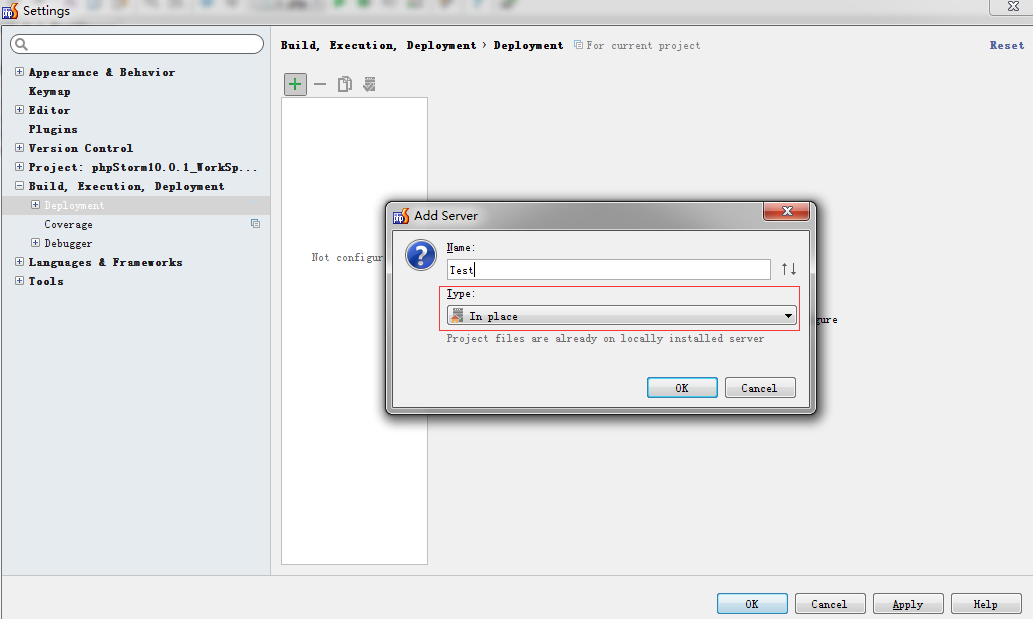 Settings
Build, Execution, Deployment › Deployment For current project Reset
Appearance & Behavior
Keymap
Editor
Plugins
Version Control
Project: phpStorm10.0.1_WorkSp...
Build, Execution, Deployment
Deployment
Coverage
Debugger
Languages & Frameworks
Tools
Not configur
gure
Add Server
Name:
Test
Type:
In place
Project files are already on locally installed server
OK Cancel
OK Cancel Apply Help